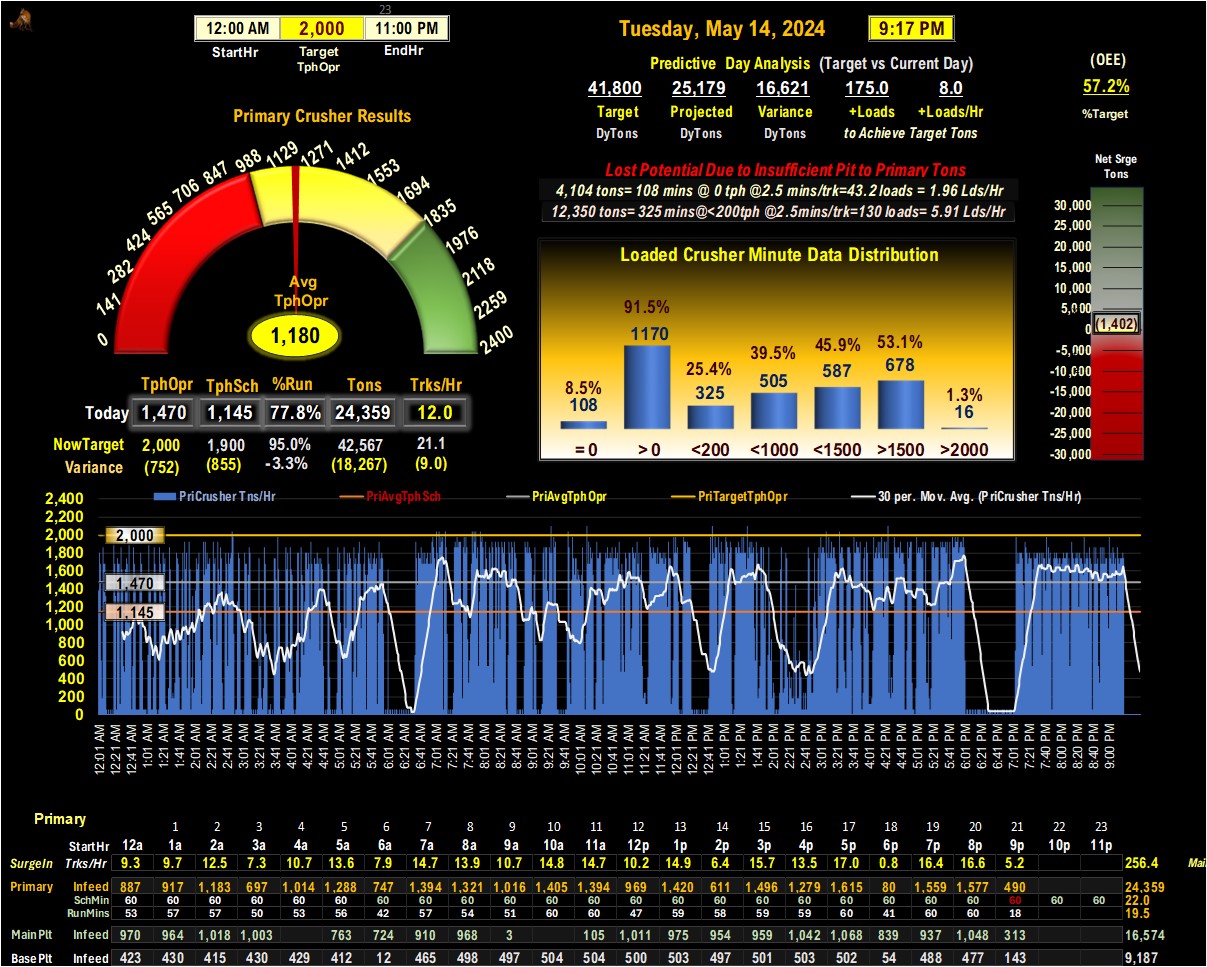 23
12:00 AM 2,000 11:00 PM
StartHr Target EndHr
TphOpr
Tuesday, May 14, 2024 9:17 PM
Predictive Day Analysis (Target vs Current Day)
41,800 25,179 16,621 175.0 8.0
Target Projected Variance +Loads +Loads/Hr
DyTons DyTons DyTons to Achieve Target Tons
(OEE)
57.2%
%Target
Primary Crusher Results
0 141 282 424 565 706 847 988 1129 1271 1412 1553 1694 1835 1976 2118 2259 2400
Avg
TphOpr
1,180
Lost Potential Due to Insufficient Pit to Primary Tons
4,104 tons= 108 mins @ 0 tph @2.5 mins/trk=43.2 loads = 1.96 Lds/Hr
12,350 tons= 325 mins@<200tph @2.5mins/trk=130 loads= 5.91 Lds/Hr
Loaded Crusher Minute Data Distribution
8.5% 91.5% 25.4% 39.5% 45.9% 53.1% 1.3%
108 1170 325 505 587 678 16
= 0 > 0 <200 <1000 <1500 >1500 >2000
Net Srge
Tons
30,000
25,000
20,000
15,000
10,000
5,000
0
(1,402)
-5,000
-10,000
-15,000
-20,000
-25,000
-30,000
TphOpr TphSch %Run Tons Trks/Hr
Today 1,470 1,145 77.8% 24,359 12.0
NowTarget 2,000 1,900 95.0% 42,567 21.1
Variance (752) (855) -3.3% (18,267) (9.0)
PriCrusher Tns/Hr PriAvgTphSch PriAvgTphOpr PriTargetTphOpr 30 per. Mov. Avg. (PriCrusher Tns/Hr)
2,400
2,200
2,000
1,800
1,600
1,400
1,200
1,000
800
600
400
200
0
2,000
1,470
1,145
12:01 AM 12:21 AM 12:41 AM 1:01 AM 1:21 AM 1:41 AM 2:01 AM 2:21 AM 2:41 AM 3:01 AM 3:21 AM 3:41 AM 4:01 AM 4:21 AM 4:41 AM 5:01 AM 5:21 AM 5:41 AM 6:01 AM 6:21 AM 6:41 AM 7:01 AM 7:21 AM 7:41 AM 8:01 AM 8:21 AM 8:41 AM 9:01 AM 9:21 AM 9:41 AM 10:01 AM 10:21 AM 10:41 AM 11:01 AM 11:21 AM 11:41 AM 12:01 PM 12:21 PM 12:41 PM 1:01 PM 1:21 PM 1:41 PM 2:01 PM 2:21 PM 2:41 PM 3:01 PM 3:21 PM 3:41 PM 4:01 PM 4:21 PM 4:41 PM 5:01 PM 5:21 PM 5:41 PM 6:01 PM 6:21 PM 6:41 PM 7:01 PM 7:40 PM 8:00 PM 8:20 PM 8:40 PM 9:00 PM
Primary
1 2 3 4 5 6 7 8 9 10 11 12 13 14 15 16 17 18 19 20 21 22 23
StartHr 12a 1a 2a 3a 4a 5a 6a 7a 8a 9a 10a 11a 12p 1p 2p 3p 4p 5p 6p 7p 8p 9p 10p 11p
SurgeIn Trks/Hr 9.3 9.7 12.5 7.3 10.7 13.6 7.9 14.7 13.9 10.7 14.8 14.7 10.2 14.9 6.4 15.7 13.5 17.0 0.8 16.4 16.6 5.2 256.4 Mai
Primary Infeed 887 917 1,183 697 1,014 1,288 747 1,394 1,321 1,016 1,405 1,394 969 1,420 611 1,496 1,279 1,615 80 1,559 1,577 490 24,359
SchMin 60 60 60 60 60 60 60 60 60 60 60 60 60 60 60 60 60 60 60 60 60 60 60 60 22.0
RunMins 53 57 57 50 53 56 42 57 54 51 60 60 47 59 58 59 59 60 41 60 60 18 19.5
MainPlt Infeed 970 964 1,018 1,003 763 724 910 968 3 105 1,011 975 954 959 1,042 1,068 839 937 1,048 313 16,574
BasePlt Infeed 423 430 415 430 429 412 12 465 498 497 504 504 500 503 497 501 503 502 54 488 477 143 9,187